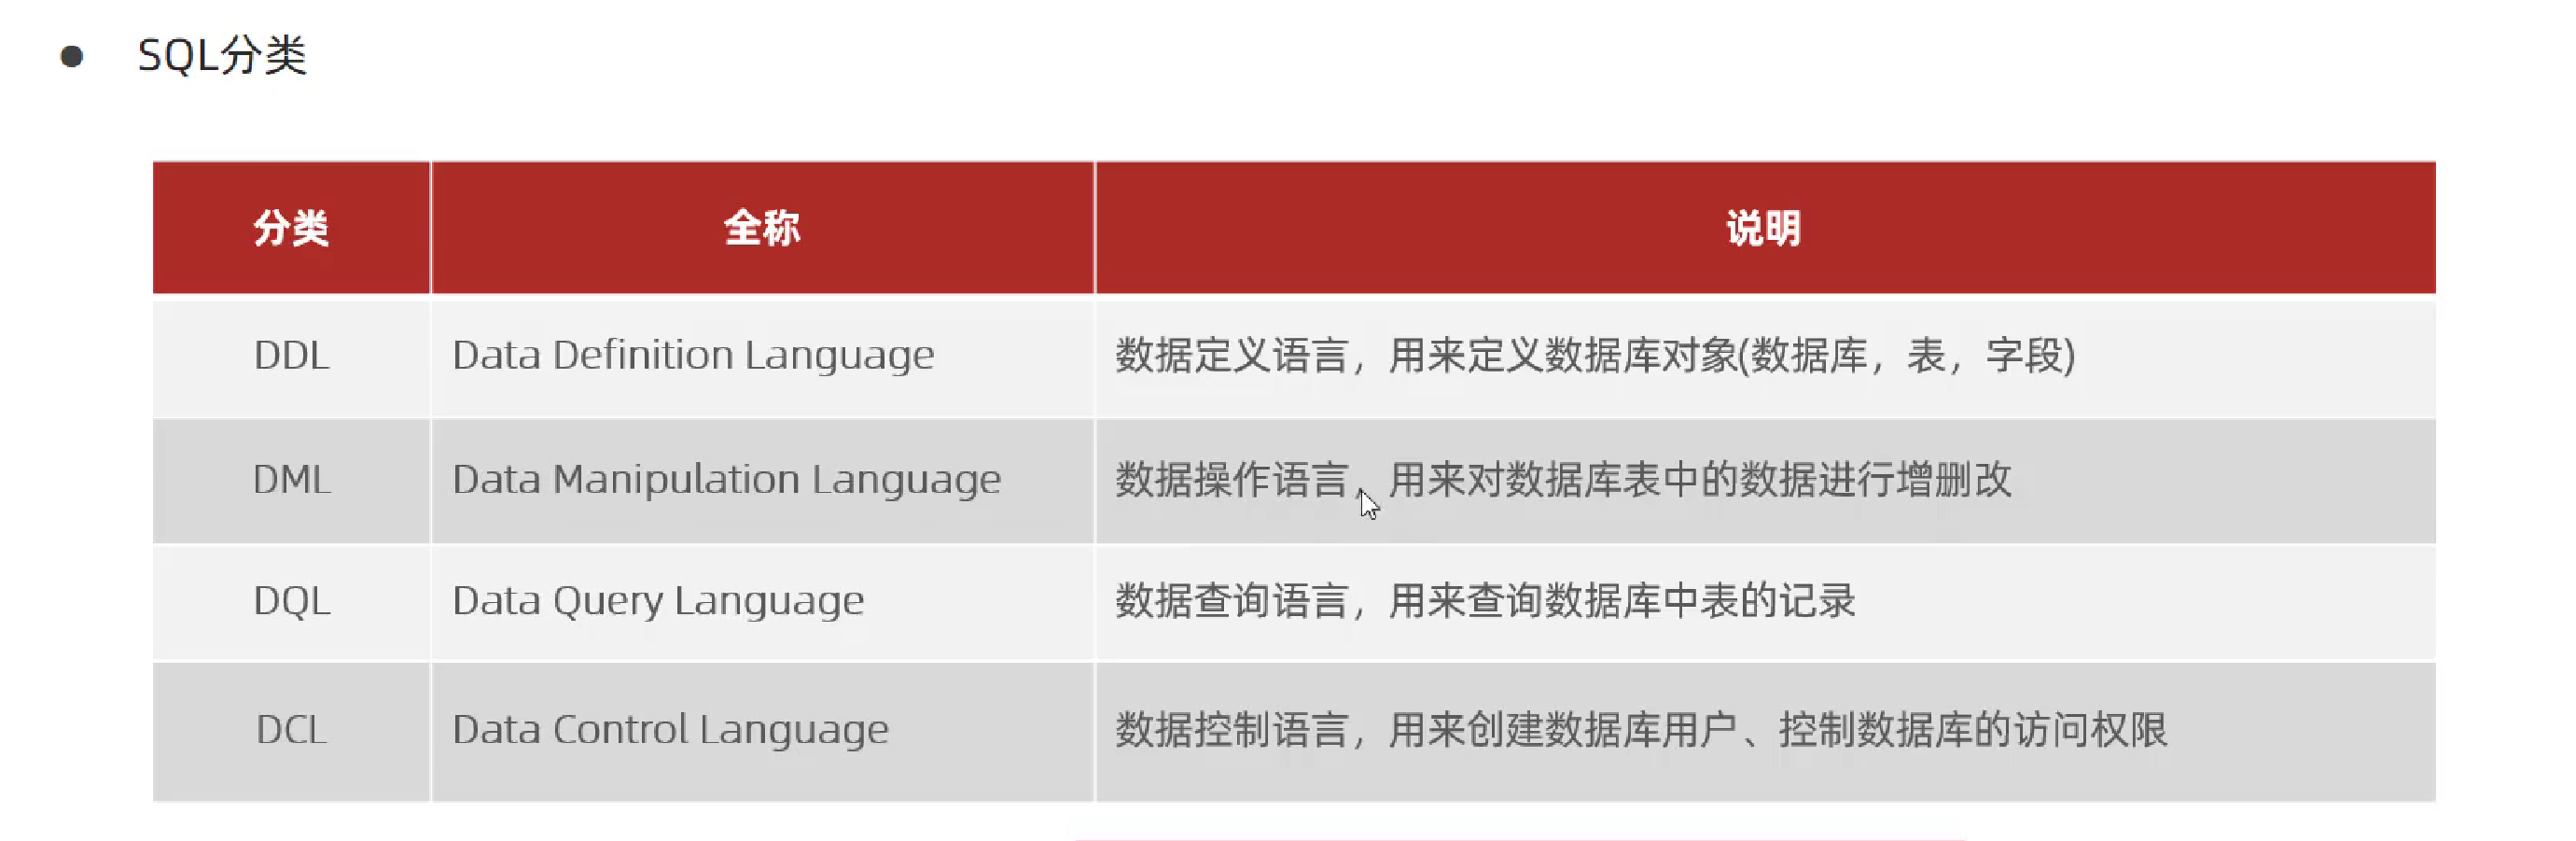 SQL分类
分类 全称 说明
DDL Data Definition Language 数据定义语言，用来定义数据库对象(数据库，表，字段)
DML Data Manipulation Language 数据操作语言，用来对数据库表中的数据进行增删改
DQL Data Query Language 数据查询语言，用来查询数据库中表的记录
DCL Data Control Language 数据控制语言，用来创建数据库用户、控制数据库的访问权限